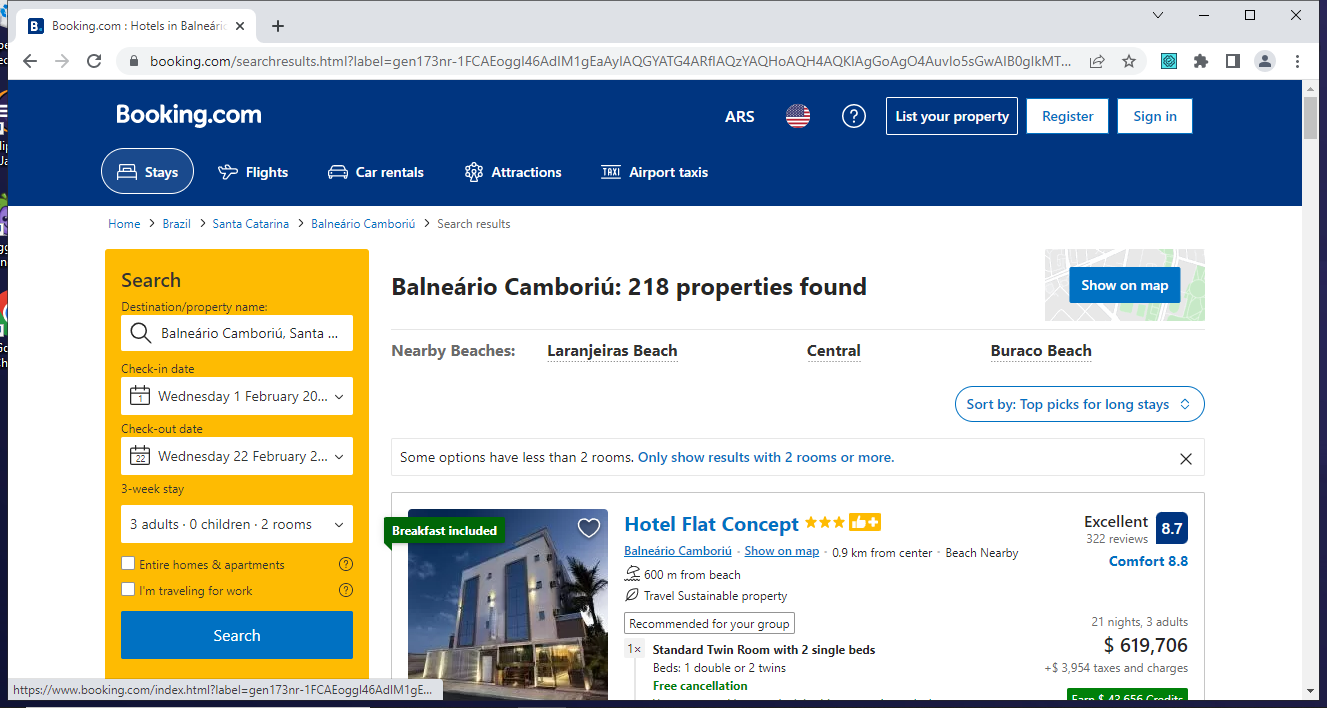 Booking.com : Hotels in Balneário
booking.com/searchresults.html?label=gen173nr-1FCAEoggI46AdIM1gEaAyIAQGYATG4ARfIAQzYAQHoAQH4AQKIAgGoAgO4Auvlo5sGwAIB0gIkMT...
Booking.com
ARS
?
List your property
Register
Sign in
Stays
Flights
Car rentals
TAXI
Attractions
Airport taxis
Home > Brazil > Santa Catarina > Balneário Camboriú > Search results
Search
Destination/property name:
Balneário Camboriú, Santa ...
Check-in date
1
Wednesday 1 February 20...
Check-out date
22
Wednesday 22 February 2...
3-week stay
3 adults · 0 children · 2 rooms
Entire homes & apartments ?
I'm traveling for work ?
Search
Balneário Camboriú: 218 properties found
Show on map
Nearby Beaches: Laranjeiras Beach Central Buraco Beach
Sort by: Top picks for long stays
Some options have less than 2 rooms. Only show results with 2 rooms or more.
Breakfast included
Hotel Flat Concept
Balneário Camboriú · Show on map · 0.9 km from center · Beach Nearby
600 m from beach
Travel Sustainable property
Recommended for your group
1× Standard Twin Room with 2 single beds
Beds: 1 double or 2 twins
Free cancellation
Excellent 8.7
322 reviews
Comfort 8.8
21 nights, 3 adults
$ 619,706
+$ 3,954 taxes and charges
Earn $ 43,656 Credits
https://www.booking.com/index.html?label=gen173nr-1FCAEoggI46AdIM1gE...